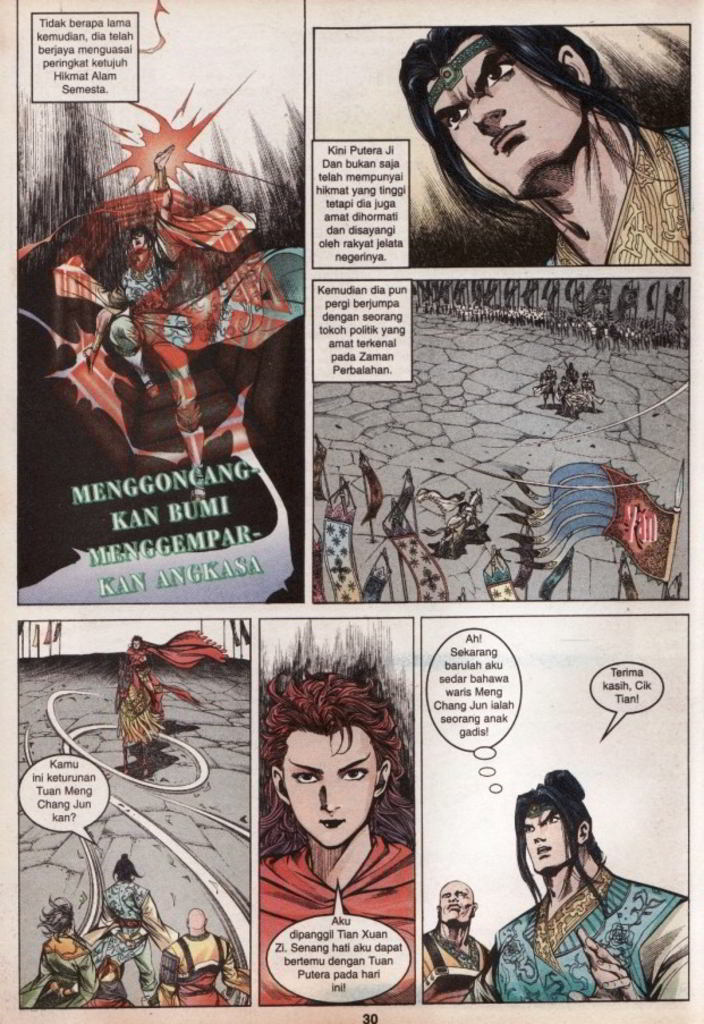 Tidak berapa lama
kemudian, dia telah
berjaya menguasai
peringkat ketujuh
Hikmat Alam
Semesta.
MENGGONCANG-
KAN BUMI
MENGGEMPAR-
KAN ANGKASA
Kini Putera Ji
Dan bukan saja
telah mempunyai
hikmat yang tinggi
tetapi dia juga
amat dihormati
dan disayangi
oleh rakyat jelata
negerinya.
Kemudian dia pun
pergi berjumpa
dengan seorang
tokoh politik yang
amat terkenal
pada Zaman
Perbalahan.
Yan
Kamu
ini keturunan
Tuan Meng
Chang Jun
kan?
Aku
dipanggil Tian Xuan
Zi. Senang hati aku dapat
bertemu dengan Tuan
Putera pada hari
ini!
Ah!
Sekarang
barulah aku
sedar bahawa
waris Meng
Chang Jun ialah
seorang anak
gadis!
Terima
kasih, Cik
Tian!
30